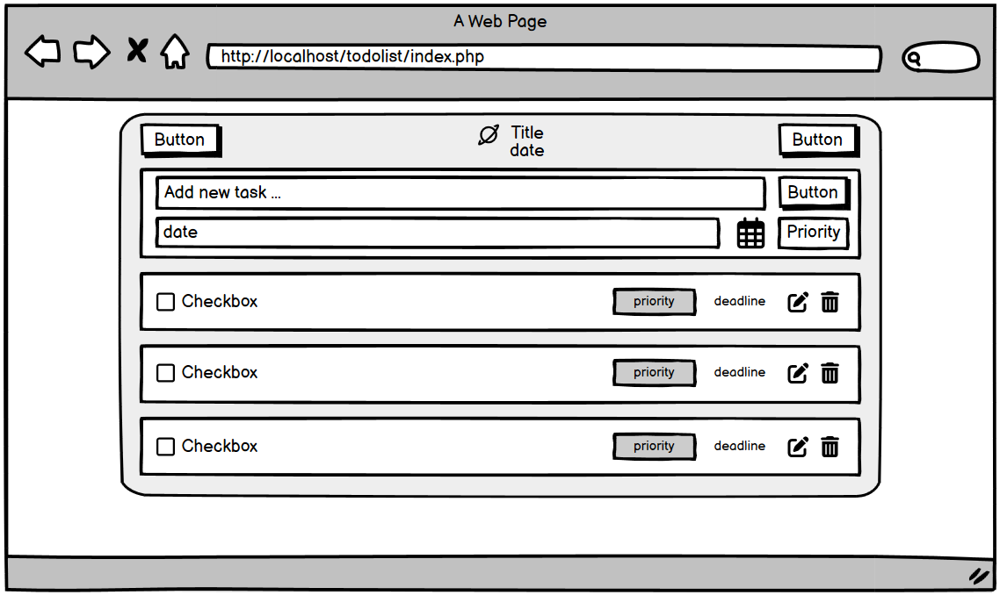 A Web Page
http://localhost/todolist/index.php
Button
Title
date
Button
Add new task ...
Button
date
Priority
Checkbox priority deadline
Checkbox priority deadline
Checkbox priority deadline